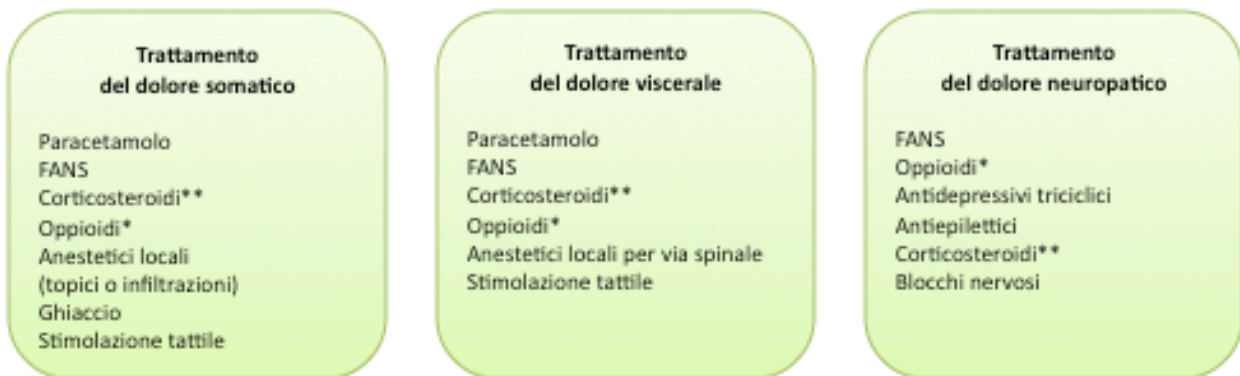 Trattamento
del dolore somatico
Paracetamolo
FANS
Corticosteroidi**
Oppioidi*
Anestetici locali
(topici o infiltrazioni)
Ghiaccio
Stimolazione tattile
Trattamento
del dolore viscerale
Paracetamolo
FANS
Corticosteroidi**
Oppioidi*
Anestetici locali per via spinale
Stimolazione tattile
Trattamento
del dolore neuropatico
FANS
Oppioidi*
Antidepressivi triciclici
Antiepilettici
Corticosteroidi**
Blocchi nervosi